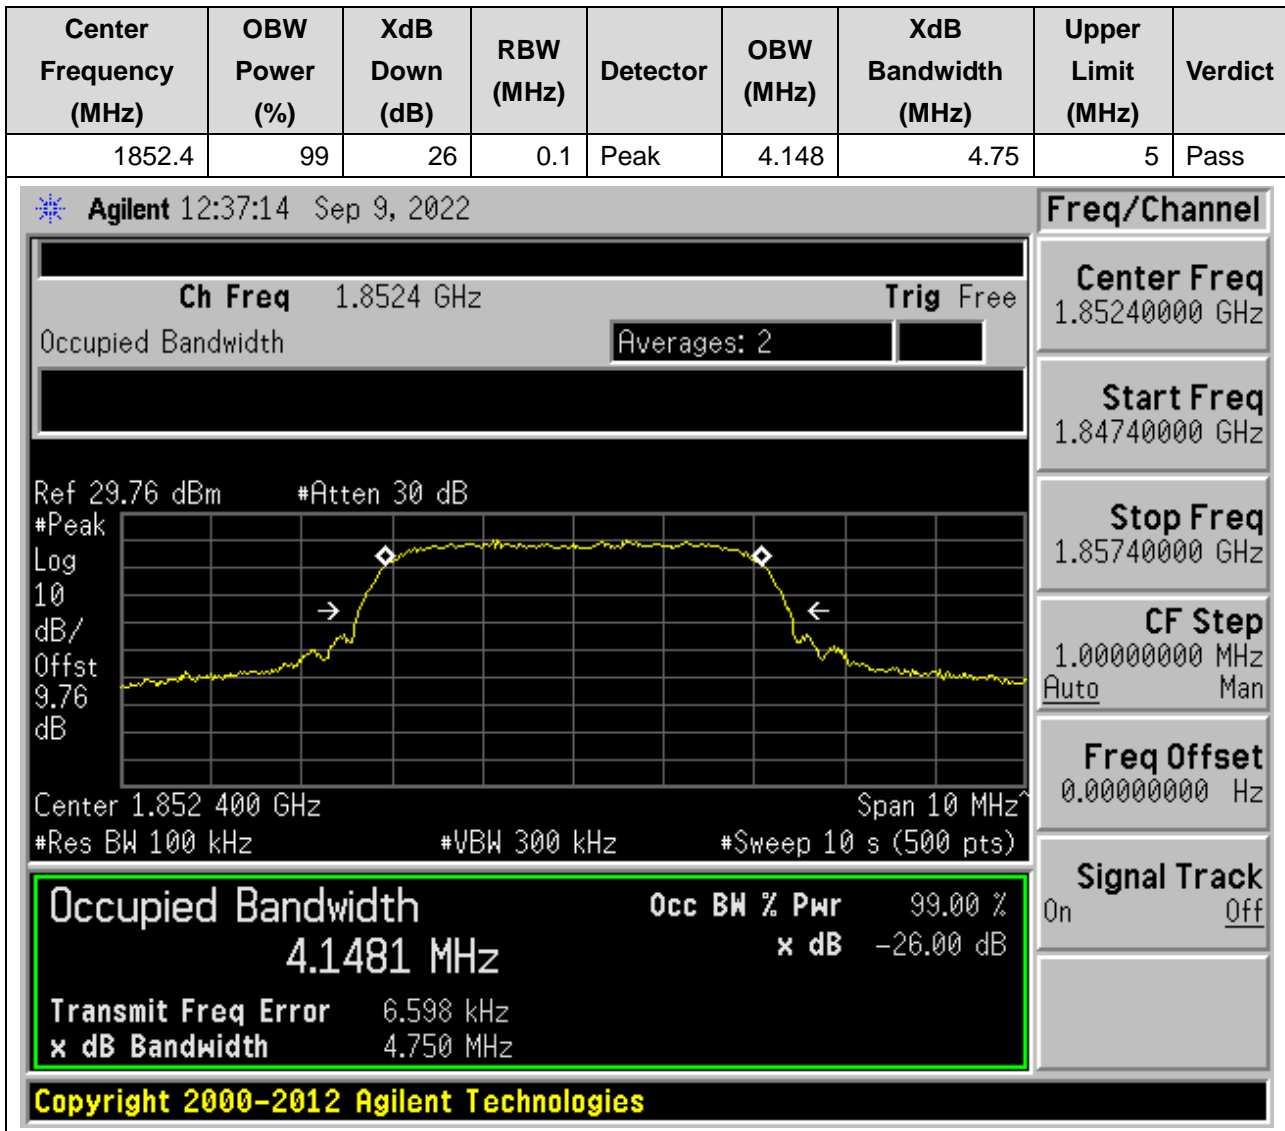 Center Frequency (MHz) OBW Power (%) XdB Down (dB) RBW (MHz) Detector OBW (MHz) XdB Bandwidth (MHz) Upper Limit (MHz) Verdict
1852.4 99 26 0.1 Peak 4.148 4.75 5 Pass
Agilent 12:37:14 Sep 9, 2022
Freq/Channel
Ch Freq 1.8524 GHz Trig Free
Occupied Bandwidth Averages: 2
Center Freq
1.85240000 GHz
Start Freq
1.84740000 GHz
Stop Freq
1.85740000 GHz
CF Step
1.00000000 MHz
Auto Man
Freq Offset
0.00000000 Hz
Signal Track
On Off
Ref 29.76 dBm #Atten 30 dB
#Peak
Log
10
dB/
Offst
9.76
dB
Center 1.852 400 GHz Span 10 MHz^
#Res BW 100 kHz #VBW 300 kHz #Sweep 10 s (500 pts)
Occupied Bandwidth Occ BW % Pwr 99.00 %
4.1481 MHz x dB -26.00 dB
Transmit Freq Error 6.598 kHz
x dB Bandwidth 4.750 MHz
Copyright 2000-2012 Agilent Technologies